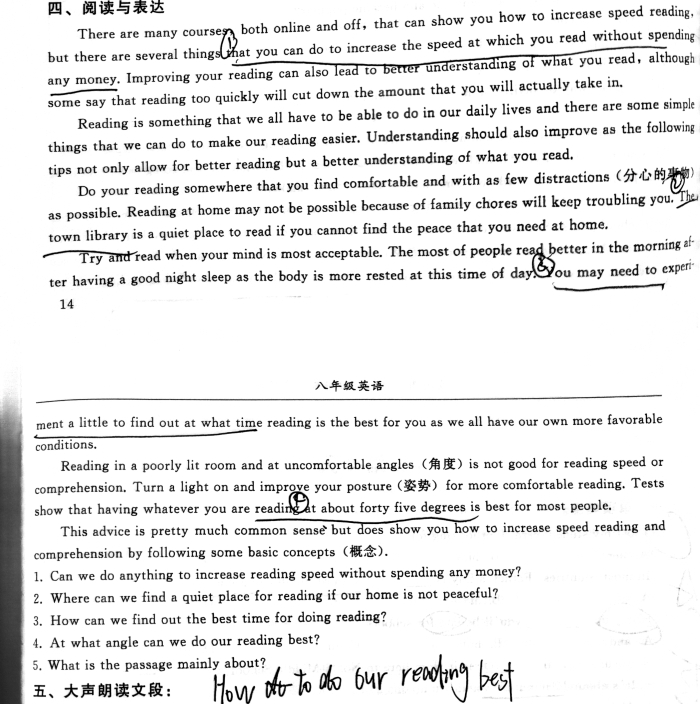 四、阅读与表达
There are many courses, both online and off, that can show you how to increase speed reading,
but there are several things that you can do to increase the speed at which you read without spending
any money. Improving your reading can also lead to better understanding of what you read, although
some say that reading too quickly will cut down the amount that you will actually take in.
Reading is something that we all have to be able to do in our daily lives and there are some simple
things that we can do to make our reading easier. Understanding should also improve as the following
tips not only allow for better reading but a better understanding of what you read.
Do your reading somewhere that you find comfortable and with as few distractions (分心的事物)
as possible. Reading at home may not be possible because of family chores will keep troubling you. The
town library is a quiet place to read if you cannot find the peace that you need at home.
Try and read when your mind is most acceptable. The most of people read better in the morning af-
ter having a good night sleep as the body is more rested at this time of day. You may need to experi-
14
八年级英语
ment a little to find out at what time reading is the best for you as we all have our own more favorable
conditions.
Reading in a poorly lit room and at uncomfortable angles (角度) is not good for reading speed or
comprehension. Turn a light on and improve your posture (姿势) for more comfortable reading. Tests
show that having whatever you are reading at about forty five degrees is best for most people.
This advice is pretty much common sense but does show you how to increase speed reading and
comprehension by following some basic concepts (概念).
1. Can we do anything to increase reading speed without spending any money?
2. Where can we find a quiet place for reading if our home is not peaceful?
3. How can we find out the best time for doing reading?
4. At what angle can we do our reading best?
5. What is the passage mainly about?
五、大声朗读文段:
How to do our reading best